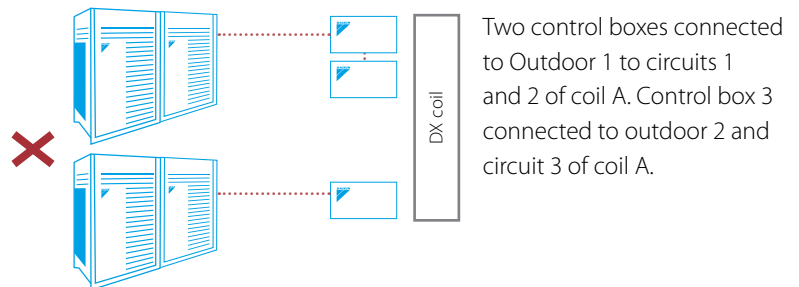 Two control boxes connected
to Outdoor 1 to circuits 1
and 2 of coil A. Control box 3
connected to outdoor 2 and
circuit 3 of coil A.
DX coil